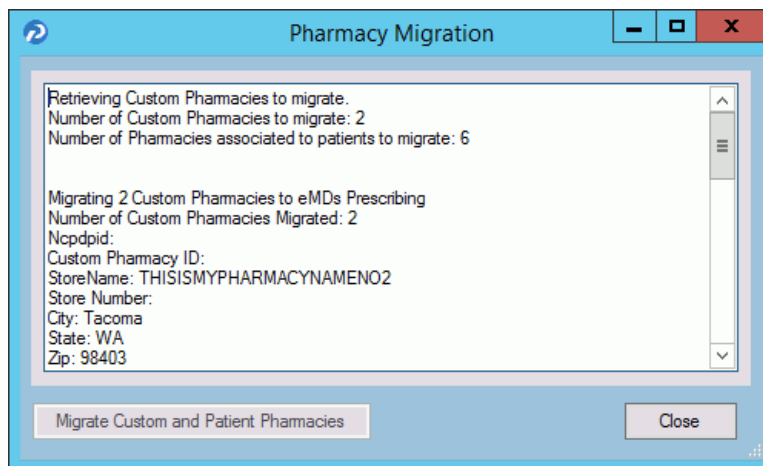 Pharmacy Migration
Retrieving Custom Pharmacies to migrate.
Number of Custom Pharmacies to migrate: 2
Number of Pharmacies associated to patients to migrate: 6
Migrating 2 Custom Pharmacies to eMDs Prescribing
Number of Custom Pharmacies Migrated: 2
Ncpdpid:
Custom Pharmacy ID:
StoreName: THISISMYPHARMACYNAMENO2
Store Number:
City: Tacoma
State: WA
Zip: 98403
Migrate Custom and Patient Pharmacies
Close